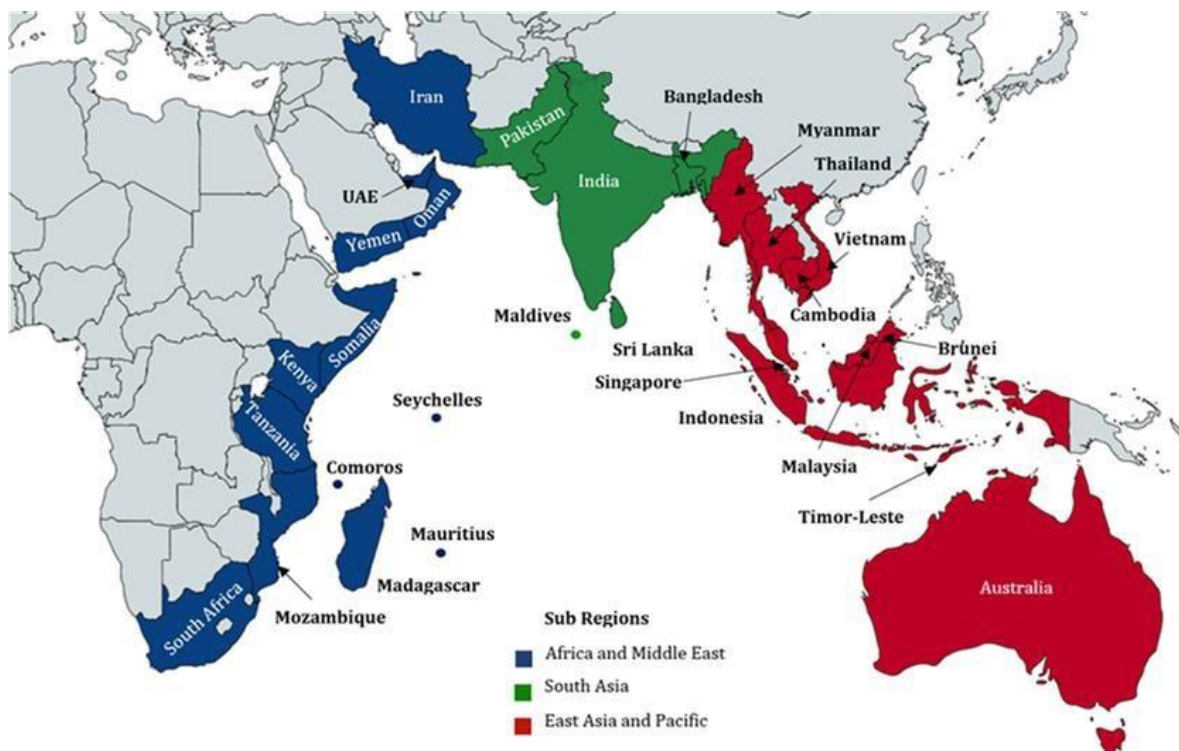 Iran
Pakistan
Bangladesh
Myanmar
Thailand
India
UAE
Oman
Yemen
Vietnam
Maldives
Cambodia
Somalia
Sri Lanka
Brunei
Kenya
Singapore
Seychelles
Indonesia
Tanzania
Comoros
Malaysia
Timor-Leste
Mauritius
Madagascar
Australia
South Africa
Mozambique
Sub Regions
Africa and Middle East
South Asia
East Asia and Pacific